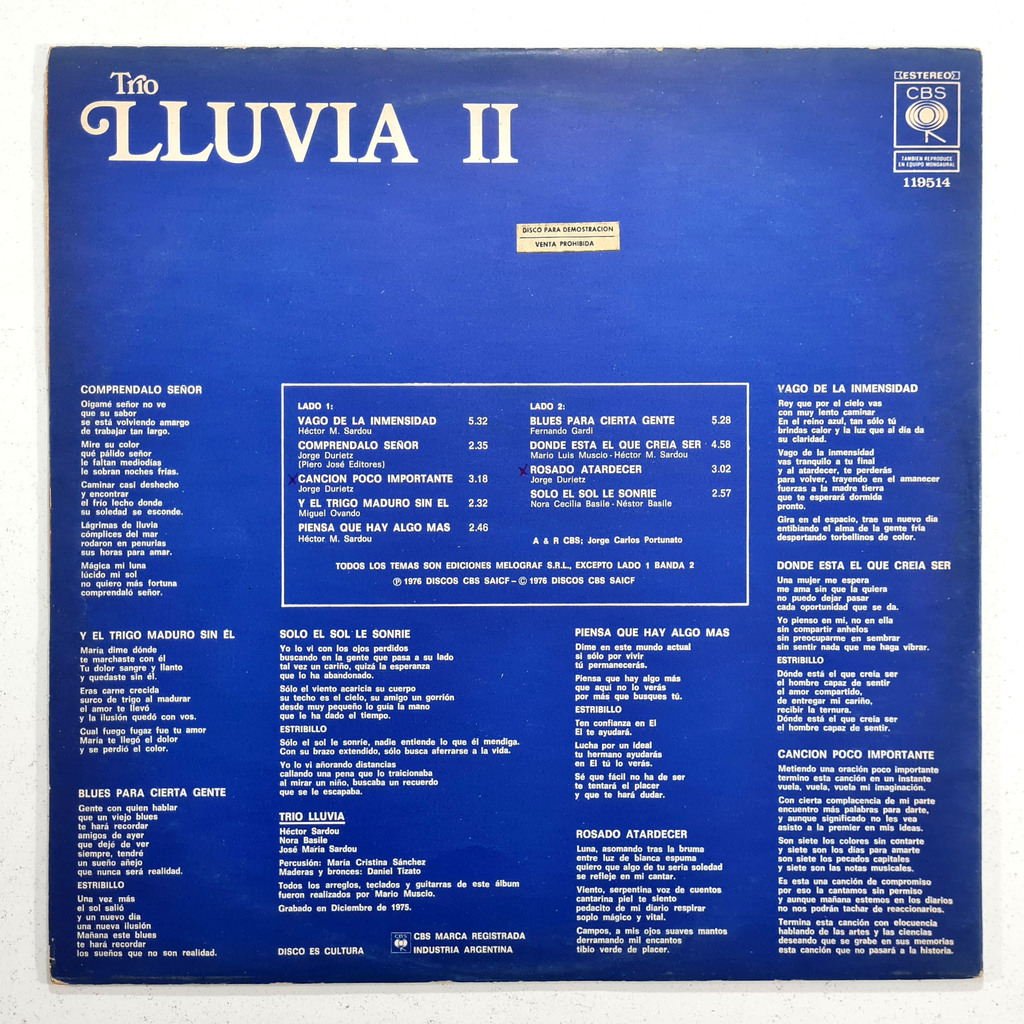 Trio
LLUVIA II
ESTEREO
CBS
TAMBIEN REPRODUCE
EN EQUIPO MONOAURAL
119514
DISCO PARA DEMOSTRACION
VENTA PROHIBIDA
COMPRENDALO SEÑOR
Oígamé señor no ve
que su sabor
se está volviendo amargo
de trabajar tan largo.
Mire su color
qué pálido señor
le faltan mediodías
le sobran noches frías.
Caminar casi deshecho
y encontrar
el frío lecho donde
su soledad se esconde.
Lágrimas de lluvia
cómplices del mar
rodaron en penurias
sus horas para amar.
Mágica mi luna
lúcido mi sol
no quiero más fortuna
comprendaló señor.
LADO 1:
VAGO DE LA INMENSIDAD 5.32
Héctor M. Sardou
COMPRENDALO SEÑOR 2.35
Jorge Durietz
(Piero José Editores)
CANCION POCO IMPORTANTE 3.18
Jorge Durietz
Y EL TRIGO MADURO SIN EL 2.32
Miguel Ovando
PIENSA QUE HAY ALGO MAS 2.46
Héctor M. Sardou
LADO 2:
BLUES PARA CIERTA GENTE 5.28
Fernando Gardi
DONDE ESTA EL QUE CREIA SER 4.58
Mario Luis Muscio - Héctor M. Sardou
ROSADO ATARDECER 3.02
Jorge Durietz
SOLO EL SOL LE SONRIE 2.57
Nora Cecilia Basile - Néstor Basile
A & R CBS; Jorge Carlos Portunato
TODOS LOS TEMAS SON EDICIONES MELOGRAF S.R.L., EXCEPTO LADO 1 BANDA 2
℗ 1976 DISCOS CBS SAICF – © 1976 DISCOS CBS SAICF
VAGO DE LA INMENSIDAD
Rey que por el cielo vas
con muy lento caminar
En el reino azul, tan sólo tú
brindas calor y la luz que al día da
su claridad.
Vago de la inmensidad
vas tranquilo a tu final
y al atardecer, te perderás
para volver, trayendo en el amanecer
fuerzas a la madre tierra
que te esperará dormida
pronto.
Gira en el espacio, trae un nuevo día
entibiando el alma de la gente fría
despertando torbellinos de color.
DONDE ESTA EL QUE CREIA SER
Una mujer me espera
me ama sin que la quiera
no puedo dejar pasar
cada oportunidad que se da.
Yo pienso en mí, no en ella
sin compartir anhelos
sin preocuparme en sembrar
sin sentir nada que me haga vibrar.
ESTRIBILLO
Dónde está el que creía ser
el hombre capaz de sentir
el amor compartido,
de entregar mi cariño,
recibir la ternura.
Dónde está el que creía ser
el hombre capaz de sentir.
CANCION POCO IMPORTANTE
Metiendo una oración poco importante
termino esta canción en un instante
vuela, vuela, vuela mi imaginación.
Con cierta complacencia de mi parte
encuentro más palabras para darte,
y aunque significado no les vea
asisto a la premier en mis ideas.
Son siete los colores sin contarte
y siete son los días para amarte
son siete los pecados capitales
y siete son las notas musicales.
Es esta una canción de compromiso
por eso la cantamos sin permiso
y aunque mañana estemos en los diarios
no nos podrán tachar de reaccionarios.
Termina esta canción con elocuencia
hablando de las artes y las ciencias
deseando que se grabe en sus memorias
esta canción que no pasará a la historia.
Y EL TRIGO MADURO SIN ÉL
María dime dónde
te marchaste con él
Tu dolor sangre y llanto
y quedaste sin él.
Eras carne crecida
surco de trigo al madurar
el amor te llevó
y la ilusión quedó con vos.
Cual fuego fugaz fue tu amor
María te llegó el dolor
y se perdió el color.
BLUES PARA CIERTA GENTE
Gente con quien hablar
que un viejo blues
te hará recordar
amigos de ayer
que dejé de ver
siempre, tendré
un sueño añejo
que nunca será realidad.
ESTRIBILLO
Una vez más
el sol salió
y un nuevo día
una nueva ilusión
Mañana este blues
te hará recordar
los sueños que no son realidad.
SOLO EL SOL LE SONRIE
Yo lo vi con los ojos perdidos
buscando en la gente que pasa a su lado
tal vez un cariño, quizá la esperanza
que lo ha abandonado.
Sólo el viento acaricia su cuerpo
su techo es el cielo, su amigo un gorrión
desde muy pequeño lo guía la mano
que le ha dado el tiempo.
ESTRIBILLO
Sólo el sol le sonríe, nadie entiende lo que él mendiga.
Con su brazo extendido, sólo busca aferrarse a la vida.
Yo lo vi añorando distancias
callando una pena que lo traicionaba
al mirar un niño, buscaba un recuerdo
que se le escapaba.
TRIO LLUVIA
Héctor Sardou
Nora Basile
José María Sardou
Percusión: María Cristina Sánchez
Maderas y bronces: Daniel Tizato
Todos los arreglos, teclados y guitarras de este álbum
fueron realizados por Mario Muscio.
Grabado en Diciembre de 1975.
DISCO ES CULTURA
CBS
CBS MARCA REGISTRADA
INDUSTRIA ARGENTINA
PIENSA QUE HAY ALGO MAS
Dime en este mundo actual
si sólo por vivir
tú permanecerás.
Piensa que hay algo más
que aquí no lo verás
por más que busques tú.
ESTRIBILLO
Ten confianza en El
El te ayudará.
Lucha por un ideal
tu hermano ayudarás
en El tú lo verás.
Sé que fácil no ha de ser
te tentará el placer
y que te hará dudar.
ROSADO ATARDECER
Luna, asomando tras la bruma
entre luz de blanca espuma
quiero que algo de tu seria soledad
se refleje en mi cantar.
Viento, serpentina voz de cuentos
cantarina piel te siento
pedacito de mi diario respirar
soplo mágico y vital.
Campos, a mis ojos suaves mantos
derramando mil encantos
tibio verde de placer.